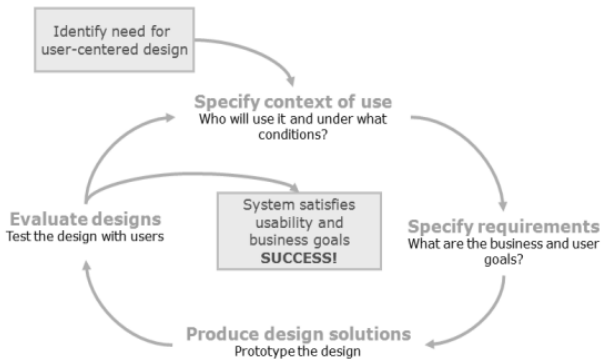 Identify need for
user-centered design
Specify context of use
Who will use it and under what
conditions?
Evaluate designs
Test the design with users
System satisfies
usability and
business goals
SUCCESS!
Specify requirements
What are the business and user
goals?
Produce design solutions
Prototype the design